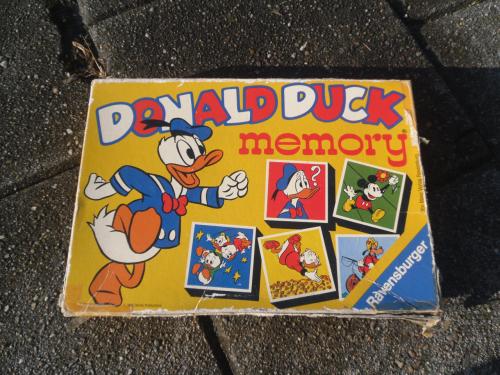 DONALD DUCK
memory®
?
Ravensburger